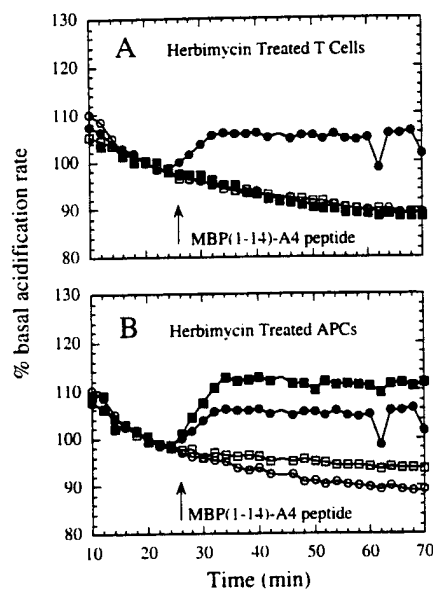 % basal acidification rate
130
A
Herbimycin Treated T Cells
120
110
100
90
MBP(1-14)-A4 peptide
80
130
B
Herbimycin Treated APCs
120
110
100
90
MBP(1-14)-A4 peptide
80
10 20 30 40 50 60 70
Time (min)